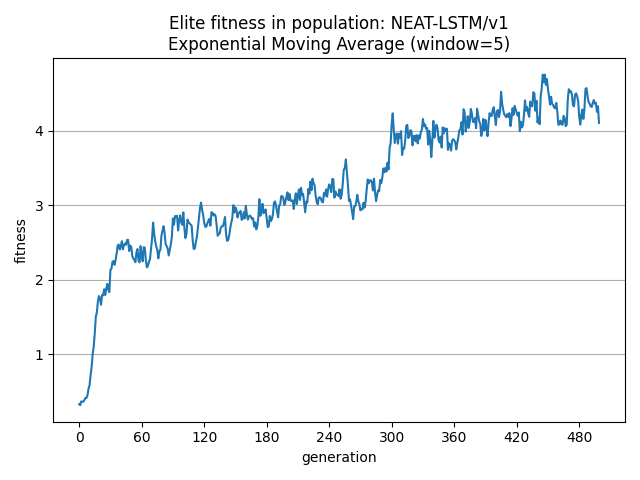 Elite fitness in population: NEAT-LSTM/v1
Exponential Moving Average (window=5)
fitness
4
3
2
1
0 60 120 180 240 300 360 420 480
generation